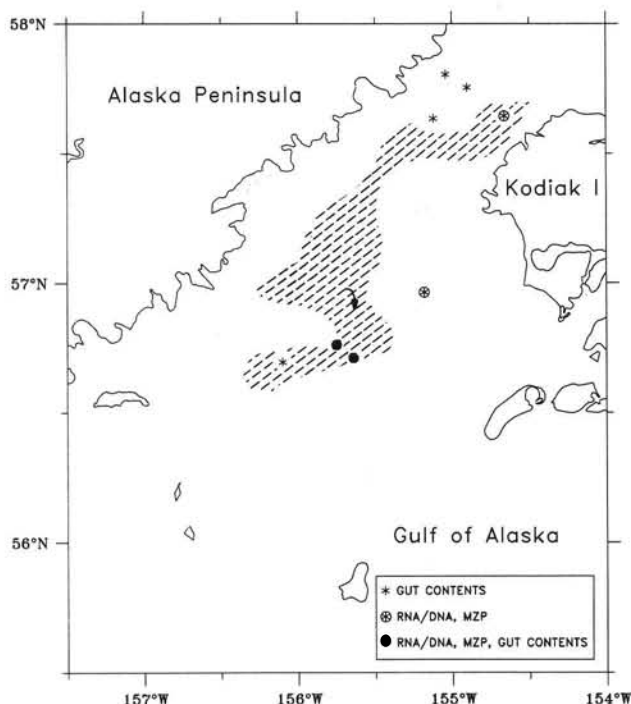 58°N
Alaska Peninsula
Kodiak I
57°N
56°N
Gulf of Alaska
* GUT CONTENTS
⊛ RNA/DNA, MZP
● RNA/DNA, MZP, GUT CONTENTS
157°W
156°W
155°W
154°W